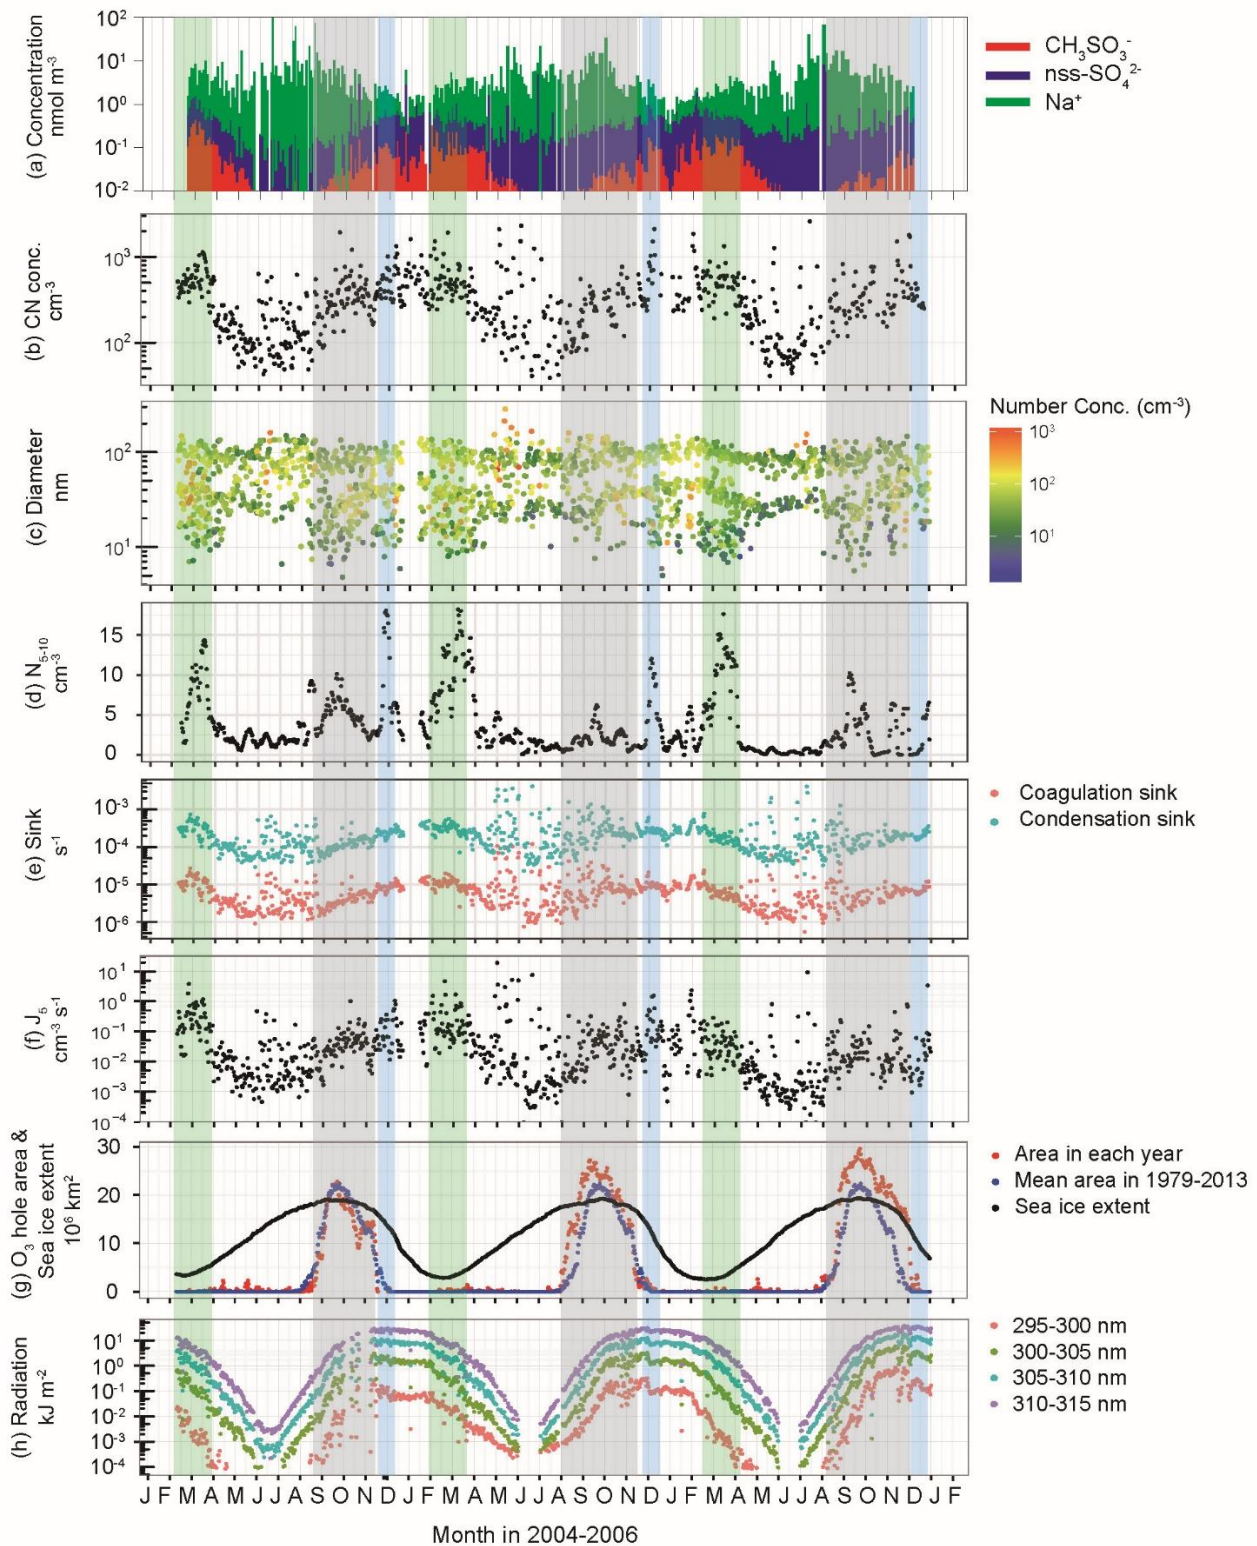 10²
10¹
10⁰
10⁻¹
10⁻²
(a) Concentration
nmol m⁻³
CH₃SO₃⁻
nss-SO₄²⁻
Na⁺
10³
10²
(b) CN conc.
cm⁻³
10²
10¹
(c) Diameter
nm
Number Conc. (cm⁻³)
10³
10²
10¹
15
10
5
0
(d) N₅₋₁₀
cm⁻³
10⁻³
10⁻⁴
10⁻⁵
10⁻⁶
(e) Sink
s⁻¹
Coagulation sink
Condensation sink
10¹
10⁰
10⁻¹
10⁻²
10⁻³
10⁻⁴
(f) J₅
cm⁻³ s⁻¹
30
20
10
0
(g) O₃ hole area &
Sea ice extent
10⁶ km²
Area in each year
Mean area in 1979-2013
Sea ice extent
10¹
10⁰
10⁻¹
10⁻²
10⁻³
10⁻⁴
(h) Radiation
kJ m⁻²
295-300 nm
300-305 nm
305-310 nm
310-315 nm
J F M A M J J A S O N D J F M A M J J A S O N D J F M A M J J A S O N D J F
Month in 2004-2006